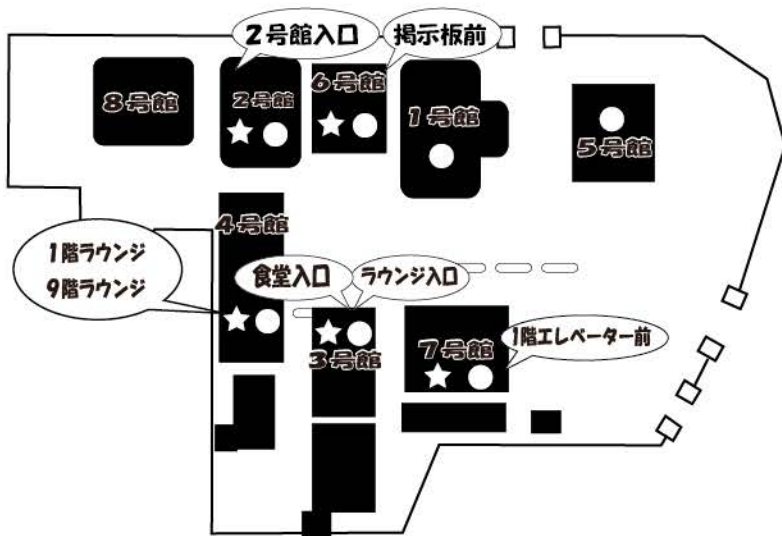 2号館入口
掲示板前
8号館
2号館
6号館
1号館
5号館
4号館
1階ラウンジ
9階ラウンジ
食堂入口
ラウンジ入口
3号館
7号館
1階エレベーター前